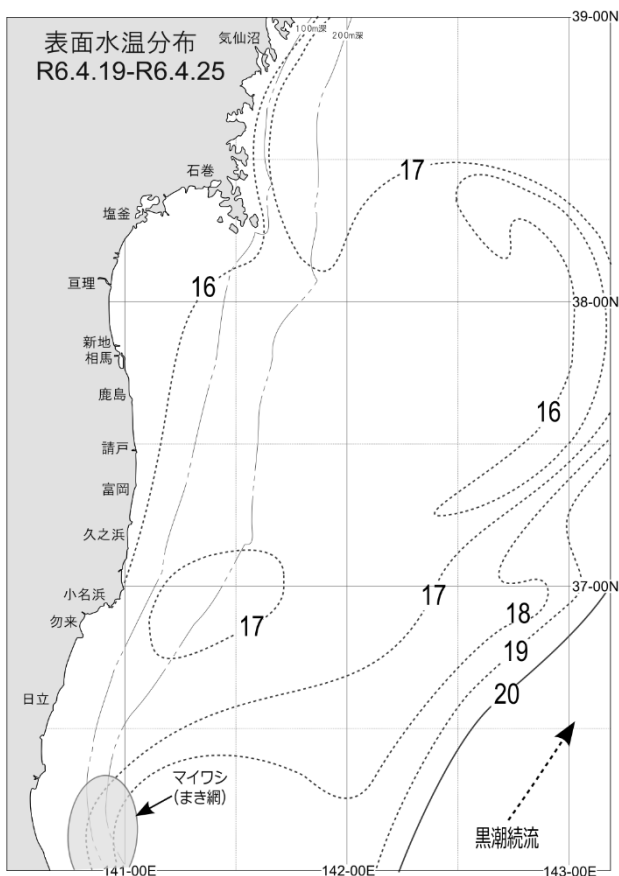 表面水温分布
R6.4.19-R6.4.25
39-00N
気仙沼
100m深
200m深
17
石巻
塩釜
亘理
16
38-00N
新地
相馬
鹿島
16
請戸
富岡
久之浜
小名浜
37-00N
17
18
勿来
17
19
20
日立
マイワシ
(まき網)
黒潮続流
141-00E
142-00E
143-00E